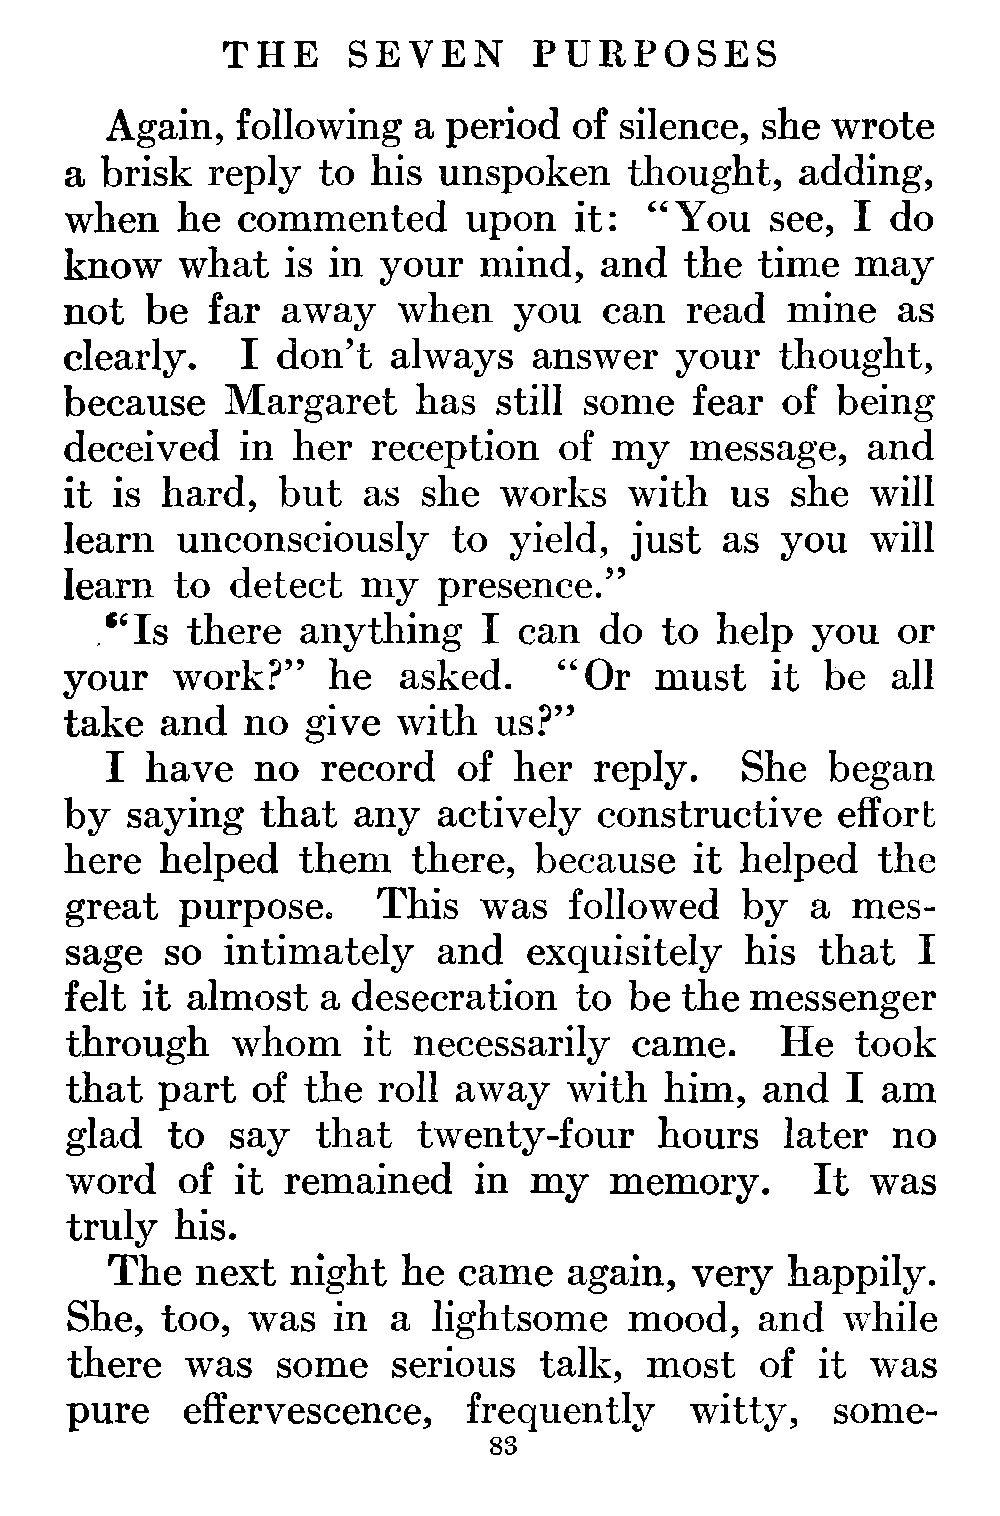 THE SEVEN PURPOSES
Again, following a period of silence, she wrote
a brisk reply to his unspoken thought, adding,
when he commented upon it: “You see, I do
know what is in your mind, and the time may
not be far away when you can read mine as
clearly. I don’t always answer your thought,
because Margaret has still some fear of being
deceived in her reception of my message, and
it is hard, but as she works with us she will
learn unconsciously to yield, just as you will
learn to detect my presence.”
“Is there anything I can do to help you or
your work?” he asked. “Or must it be all
take and no give with us?”
I have no record of her reply. She began
by saying that any actively constructive effort
here helped them there, because it helped the
great purpose. This was followed by a mes-
sage so intimately and exquisitely his that I
felt it almost a desecration to be the messenger
through whom it necessarily came. He took
that part of the roll away with him, and I am
glad to say that twenty-four hours later no
word of it remained in my memory. It was
truly his.
The next night he came again, very happily.
She, too, was in a lightsome mood, and while
there was some serious talk, most of it was
pure effervescence, frequently witty, some-
83